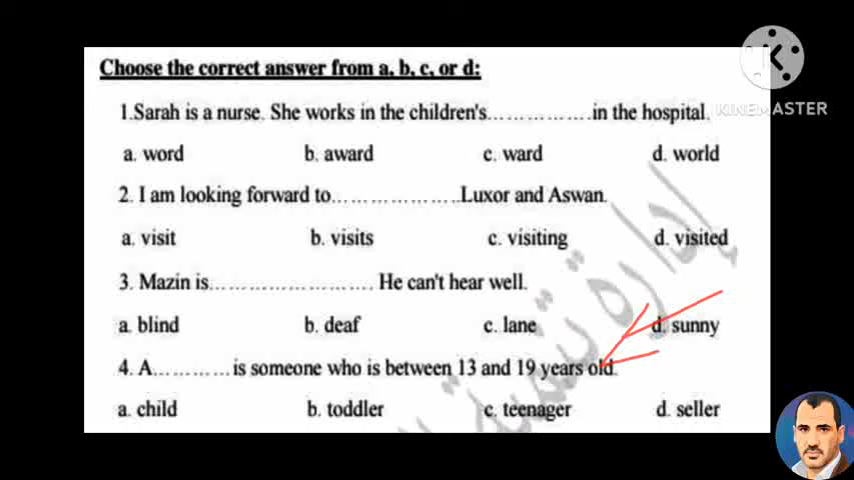 Choose the correct answer from a, b, c, or d:
KINEMASTER
1.Sarah is a nurse. She works in the children's……………in the hospital.
a. word b. award c. ward d. world
2. I am looking forward to…………………..Luxor and Aswan.
a. visit b. visits c. visiting d. visited
3. Mazin is……………………. He can't hear well.
a. blind b. deaf c. lane d. sunny
4. A………… is someone who is between 13 and 19 years old.
a. child b. toddler c. teenager d. seller
إدارة